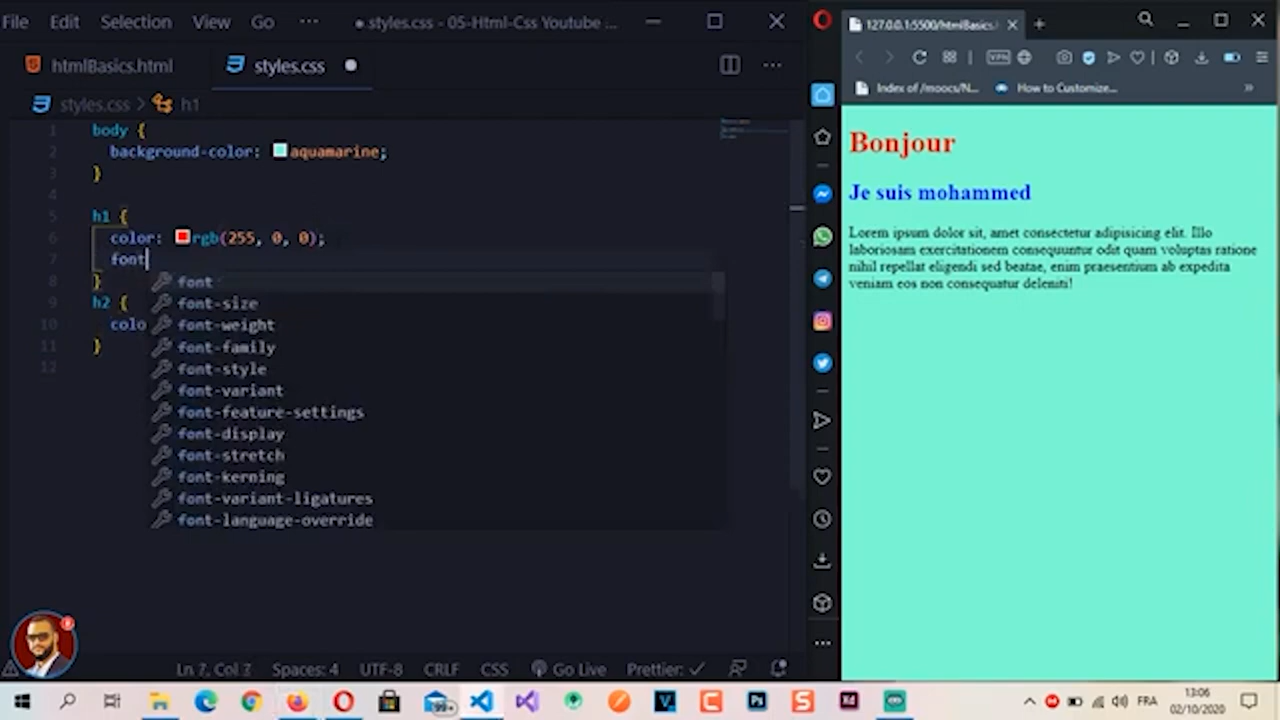 File Edit Selection View Go ··· ● styles.css - 05-Html-Css Youtube ...
htmlBasics.html styles.css ●
styles.css > h1
1 body {
2 background-color: aquamarine;
3 }
4
5 h1 {
6 color: rgb(255, 0, 0);
7 font
8 }
9 h2 {
10 colo
11 }
12
font
font-size
font-weight
font-family
font-style
font-variant
font-feature-settings
font-display
font-stretch
font-kerning
font-variant-ligatures
font-language-override
Ln 7, Col 7 Spaces: 4 UTF-8 CRLF CSS Go Live Prettier: ✓
127.0.0.1:5500/htmlBasics.
VPN
Index of /moocs/N... How to Customize... »
Bonjour
Je suis mohammed
Lorem ipsum dolor sit, amet consectetur adipisicing elit. Illo
laboriosam exercitationem consequuntur odit quam voluptas ratione
nihil repellat eligendi sed beatae, enim praesentium ab expedita
veniam eos non consequatur deleniti!
99+
FRA
13:06
02/10/2020